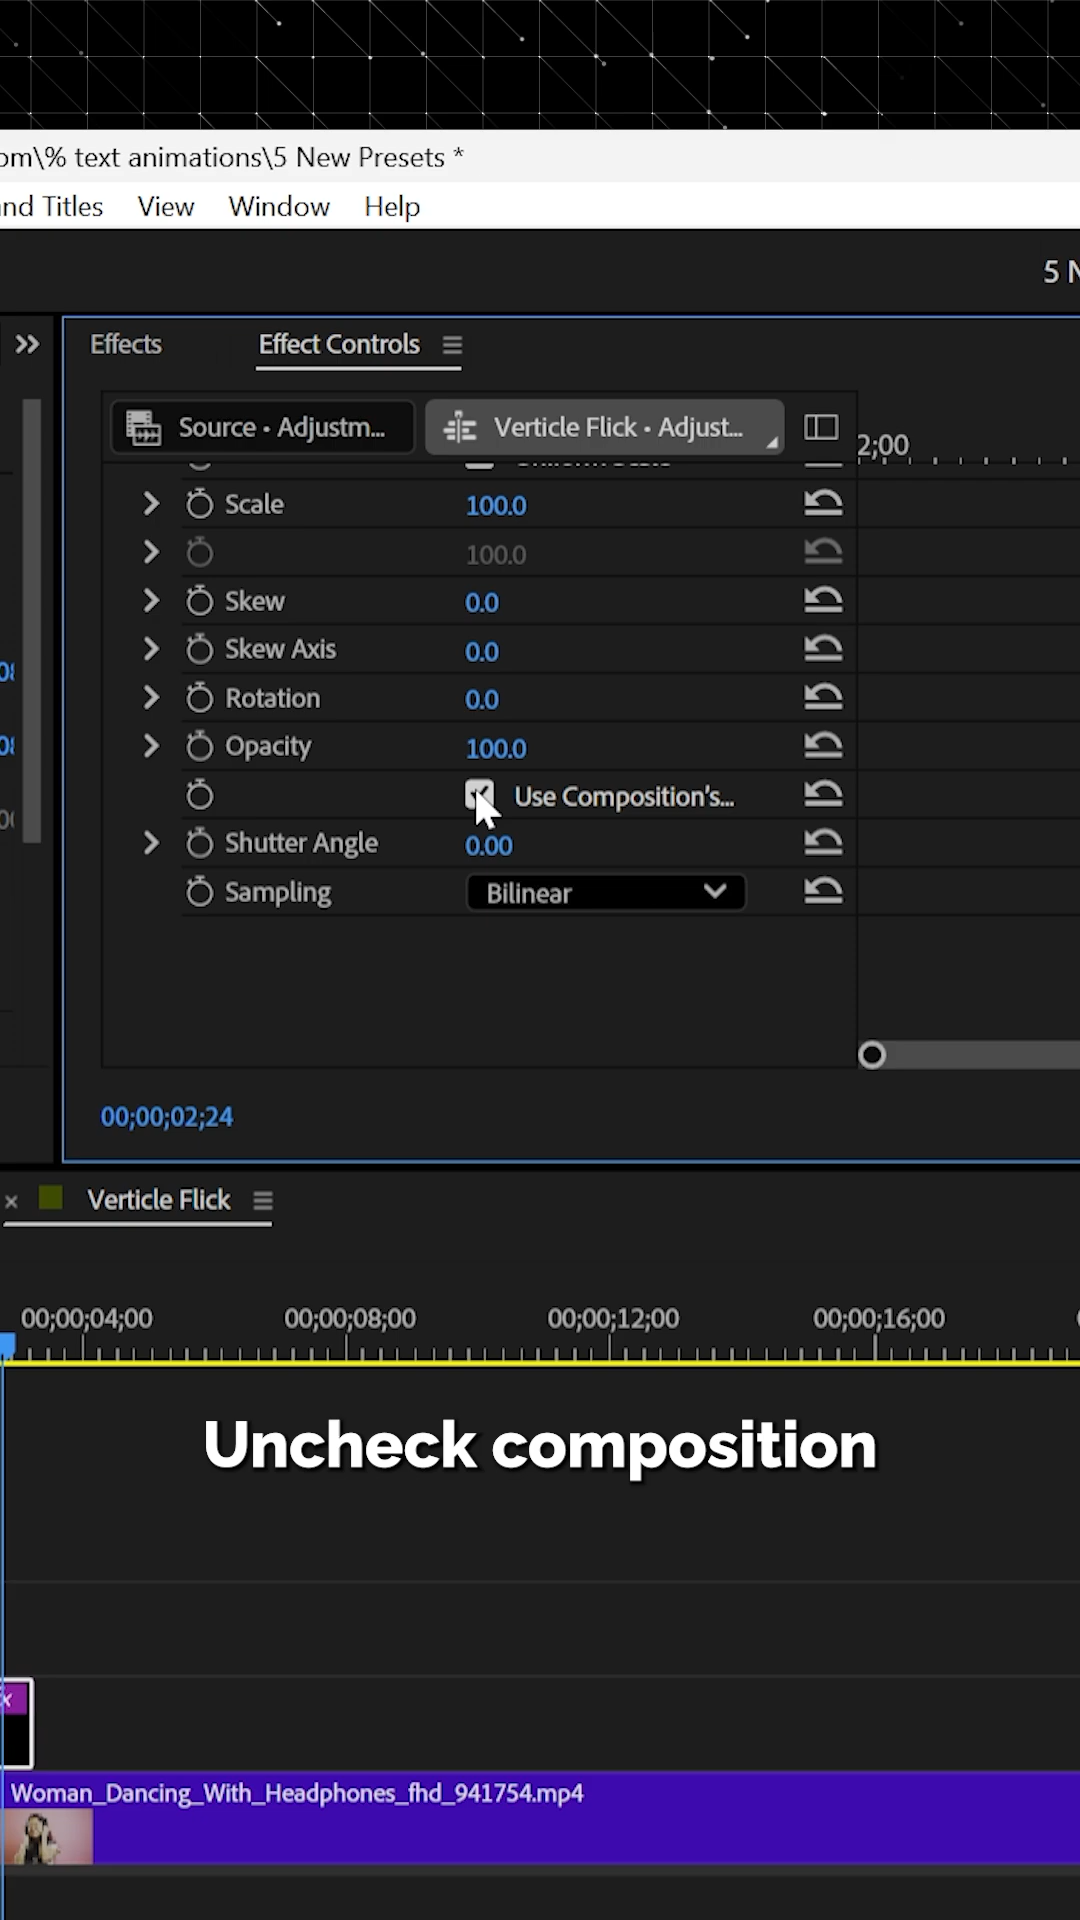 om\% text animations\5 New Presets *
and Titles View Window Help
5 N
Effects Effect Controls
Source • Adjustm... Verticle Flick • Adjust...
2;00
Scale 100.0
100.0
Skew 0.0
Skew Axis 0.0
Rotation 0.0
Opacity 100.0
Use Composition's...
Shutter Angle 0.00
Sampling Bilinear
00;00;02;24
Verticle Flick
00;00;04;00 00;00;08;00 00;00;12;00 00;00;16;00
Uncheck composition
Woman_Dancing_With_Headphones_fhd_941754.mp4